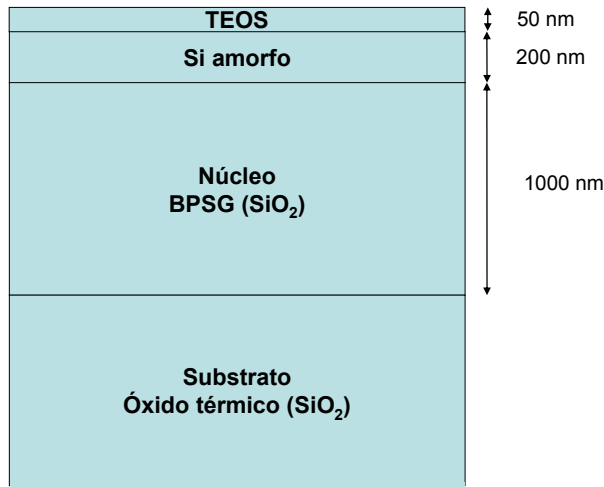 TEOS
50 nm
Si amorfo
200 nm
Núcleo
BPSG (SiO₂)
1000 nm
Substrato
Óxido térmico (SiO₂)